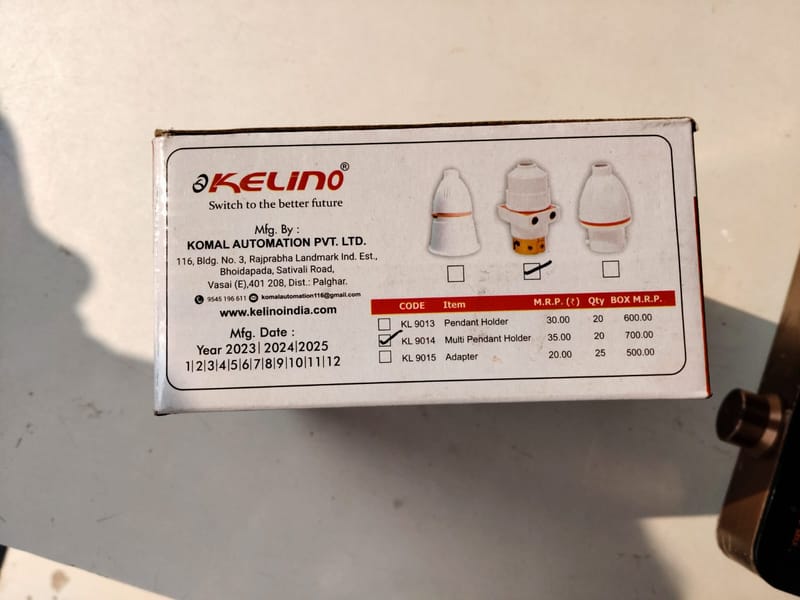 KELINO®
Switch to the better future
Mfg. By :
KOMAL AUTOMATION PVT. LTD.
116, Bldg. No. 3, Rajprabha Landmark Ind. Est.,
Bhoidapada, Sativali Road,
Vasai (E),401 208, Dist.: Palghar.
9545 196 611 komalautomation116@gmail.com
www.kelinoindia.com
Mfg. Date :
Year 2023| 2024|2025
1|2|3|4|5|6|7|8|9|10|11|12
CODE Item M.R.P. (₹) Qty BOX M.R.P.
KL 9013 Pendant Holder 30.00 20 600.00
KL 9014 Multi Pendant Holder 35.00 20 700.00
KL 9015 Adapter 20.00 25 500.00